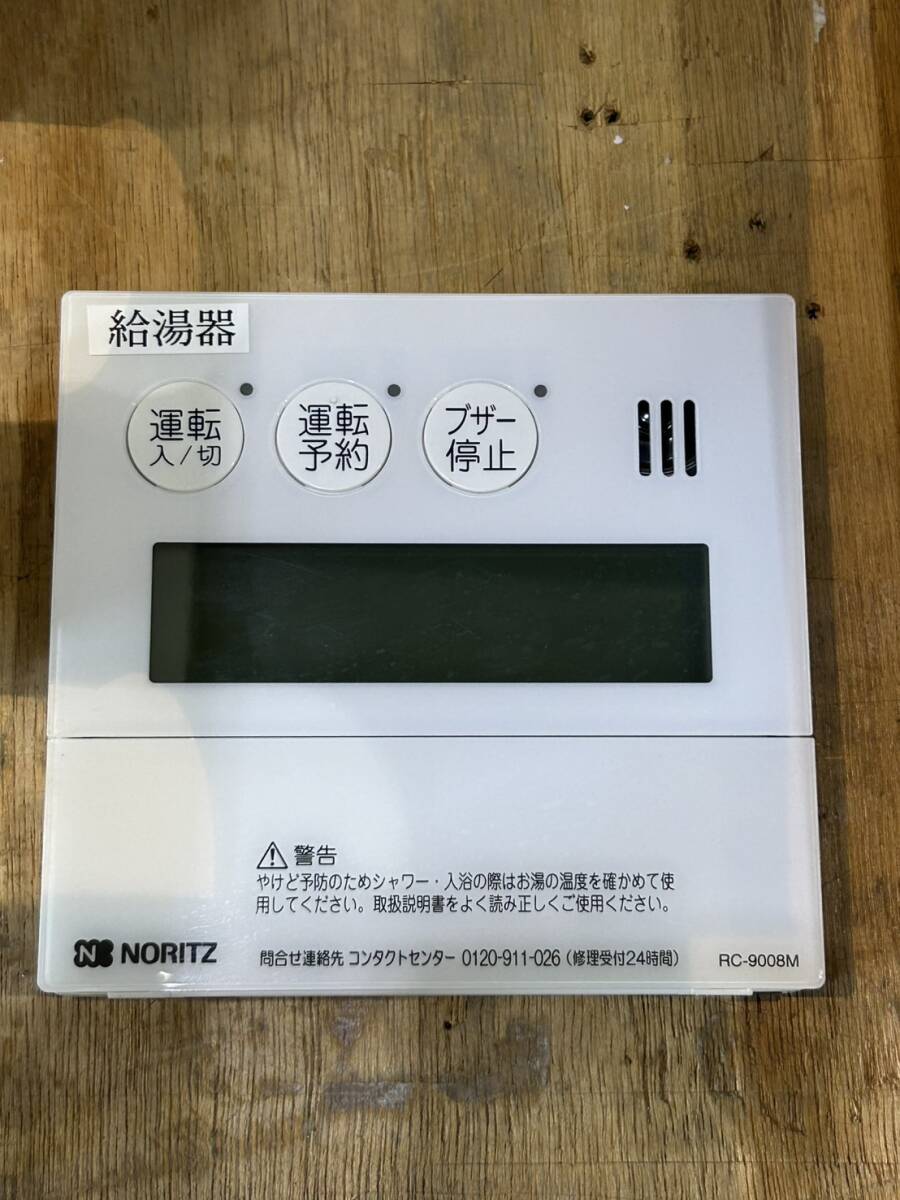 給湯器
運転
入/切
運転
予約
ブザー
停止
警告
やけど予防のためシャワー・入浴の際はお湯の温度を確かめて使
用してください。取扱説明書をよく読み正しくご使用ください。
NORITZ 問合せ連絡先 コンタクトセンター 0120-911-026(修理受付24時間) RC-9008M